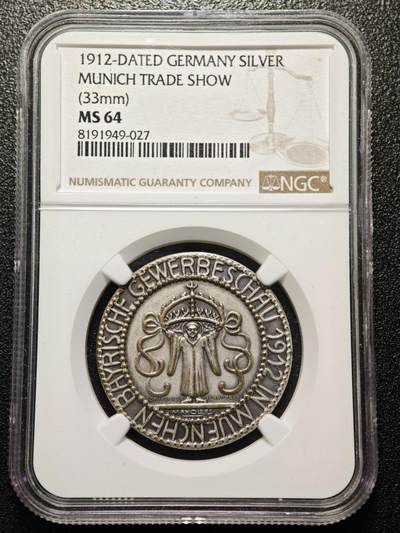 1912-DATED GERMANY SILVER
MUNICH TRADE SHOW
(33mm)
MS 64
8191949-027
NUMISMATIC GUARANTY COMPANY
NGC®
BAYRISCHE GEWERBESCHAU 1912 IN MUENCHEN